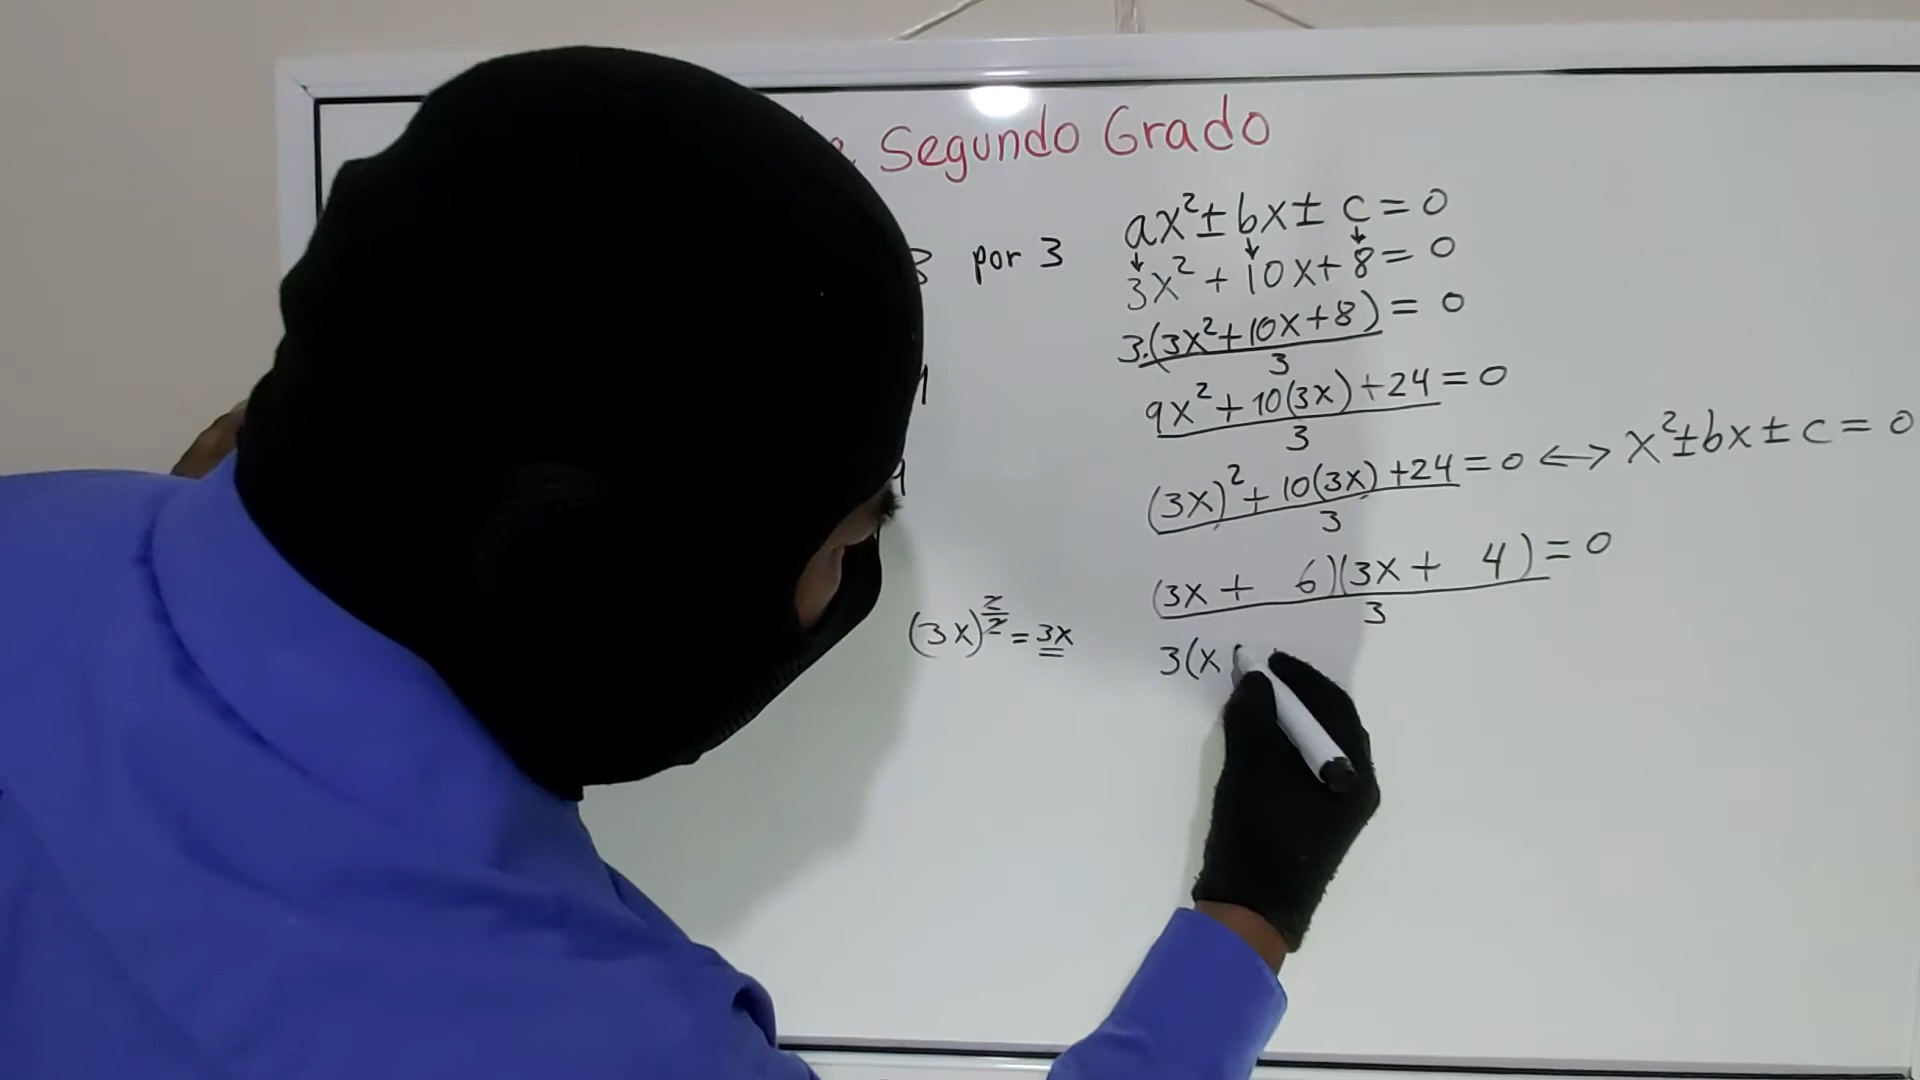 Segundo Grado
por 3
ax²±bx± c = 0
3x² + 10x+ 8 = 0
3.(3x²+10x+8) = 0
3
9x² + 10(3x) + 24 = 0
3
(3x)² + 10(3x) + 24 = 0 ↔ x²±bx± c = 0
3
(3x + 6)(3x + 4) = 0
3
(3x)^2/2 = 3x
3(x